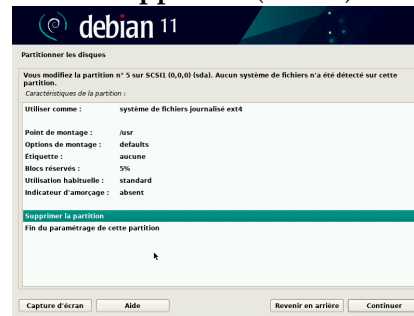 debian 11
Partitionner les disques
Vous modifiez la partition n° 5 sur SCSI1 (0,0,0) (sda). Aucun système de fichiers n'a été détecté sur cette
partition.
Caractéristiques de la partition :
Utiliser comme : système de fichiers journalisé ext4
Point de montage : /usr
Options de montage : defaults
Étiquette : aucune
Blocs réservés : 5%
Utilisation habituelle : standard
Indicateur d'amorçage : absent
Supprimer la partition
Fin du paramétrage de cette partition
Capture d'écran Aide Revenir en arrière Continuer